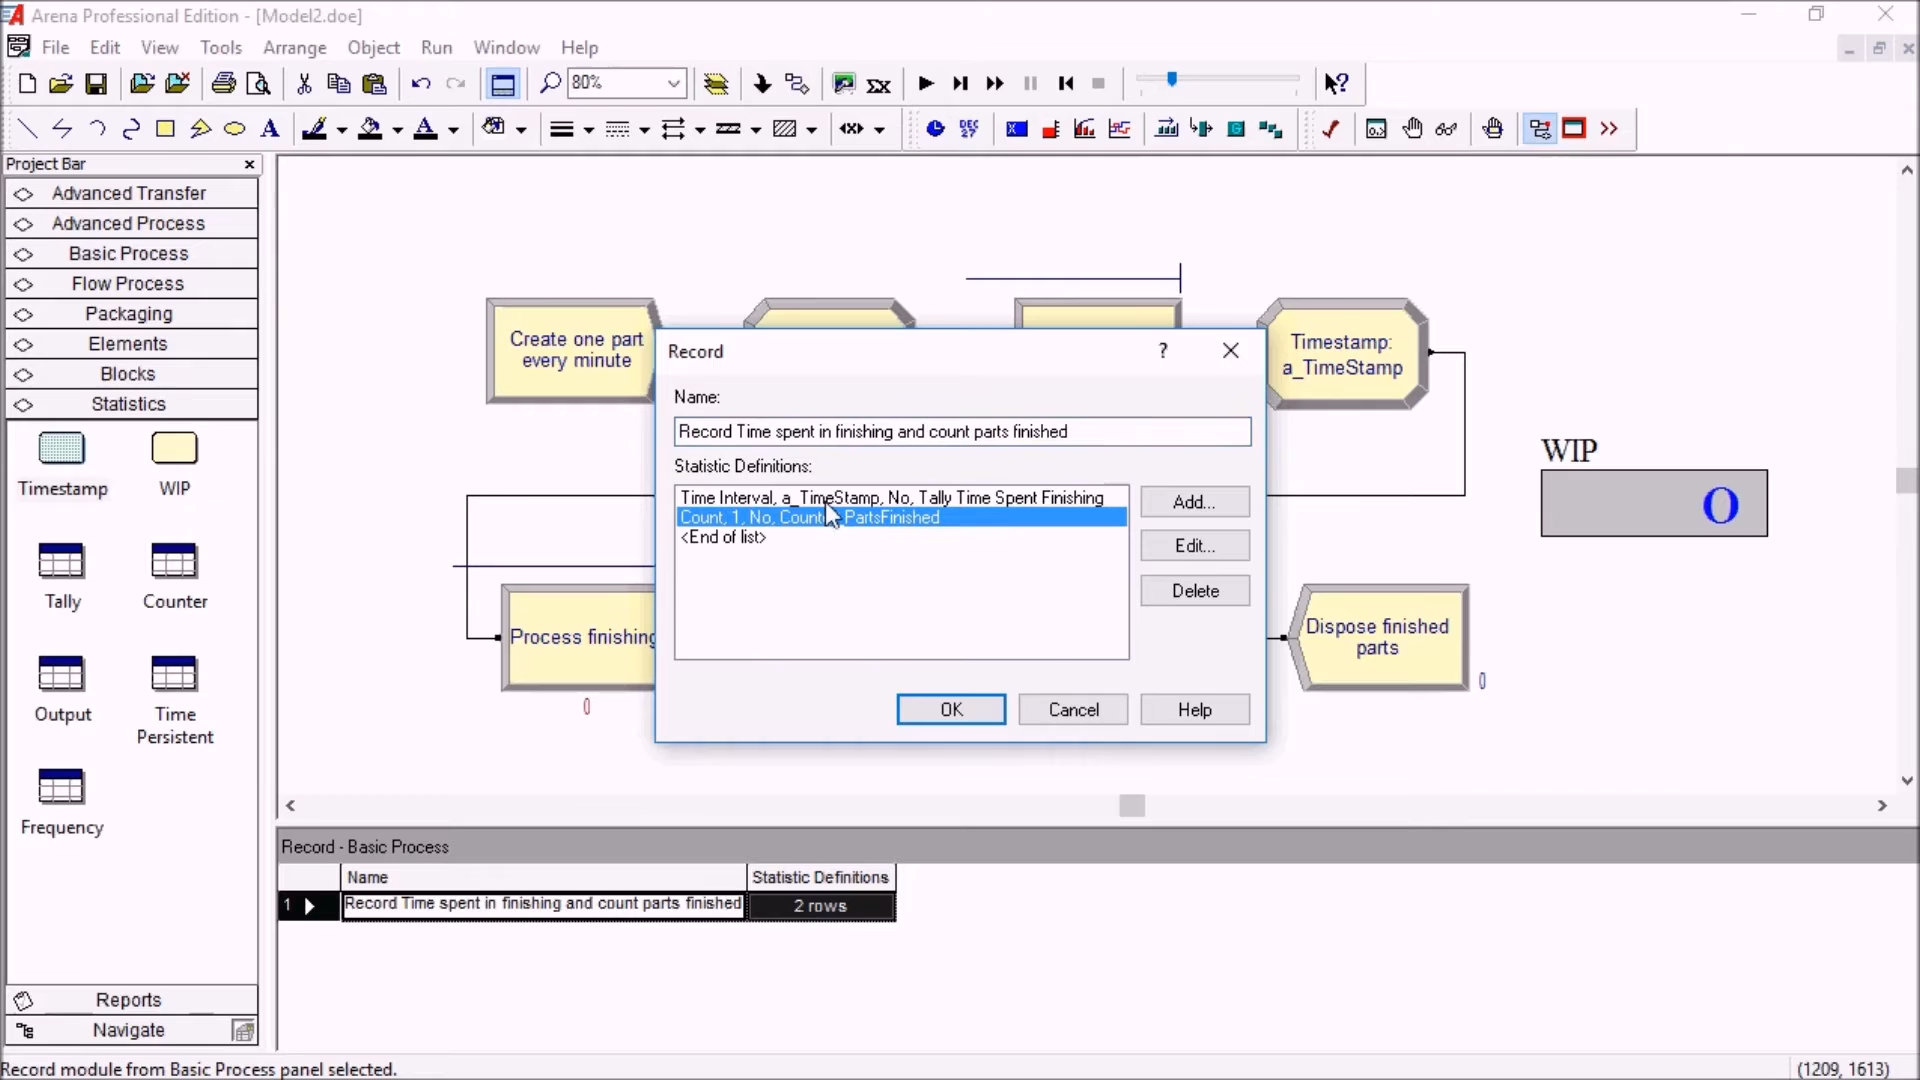 Arena Professional Edition - [Model2.doe]
File Edit View Tools Arrange Object Run Window Help
80%
Project Bar
Advanced Transfer
Advanced Process
Basic Process
Flow Process
Packaging
Elements
Blocks
Statistics
Timestamp
WIP
Tally
Counter
Output
Time
Persistent
Frequency
Reports
Navigate
Create one part
every minute
Timestamp:
a_TimeStamp
WIP
0
Process finishing
0
Dispose finished
parts
0
Record
?
Name:
Record Time spent in finishing and count parts finished
Statistic Definitions:
Time Interval, a_TimeStamp, No, Tally Time Spent Finishing
Count, 1, No, PartsFinished
<End of list>
Add...
Edit...
Delete
OK
Cancel
Help
Record - Basic Process
Name Statistic Definitions
1 Record Time spent in finishing and count parts finished 2 rows
Record module from Basic Process panel selected.
(1209, 1613)